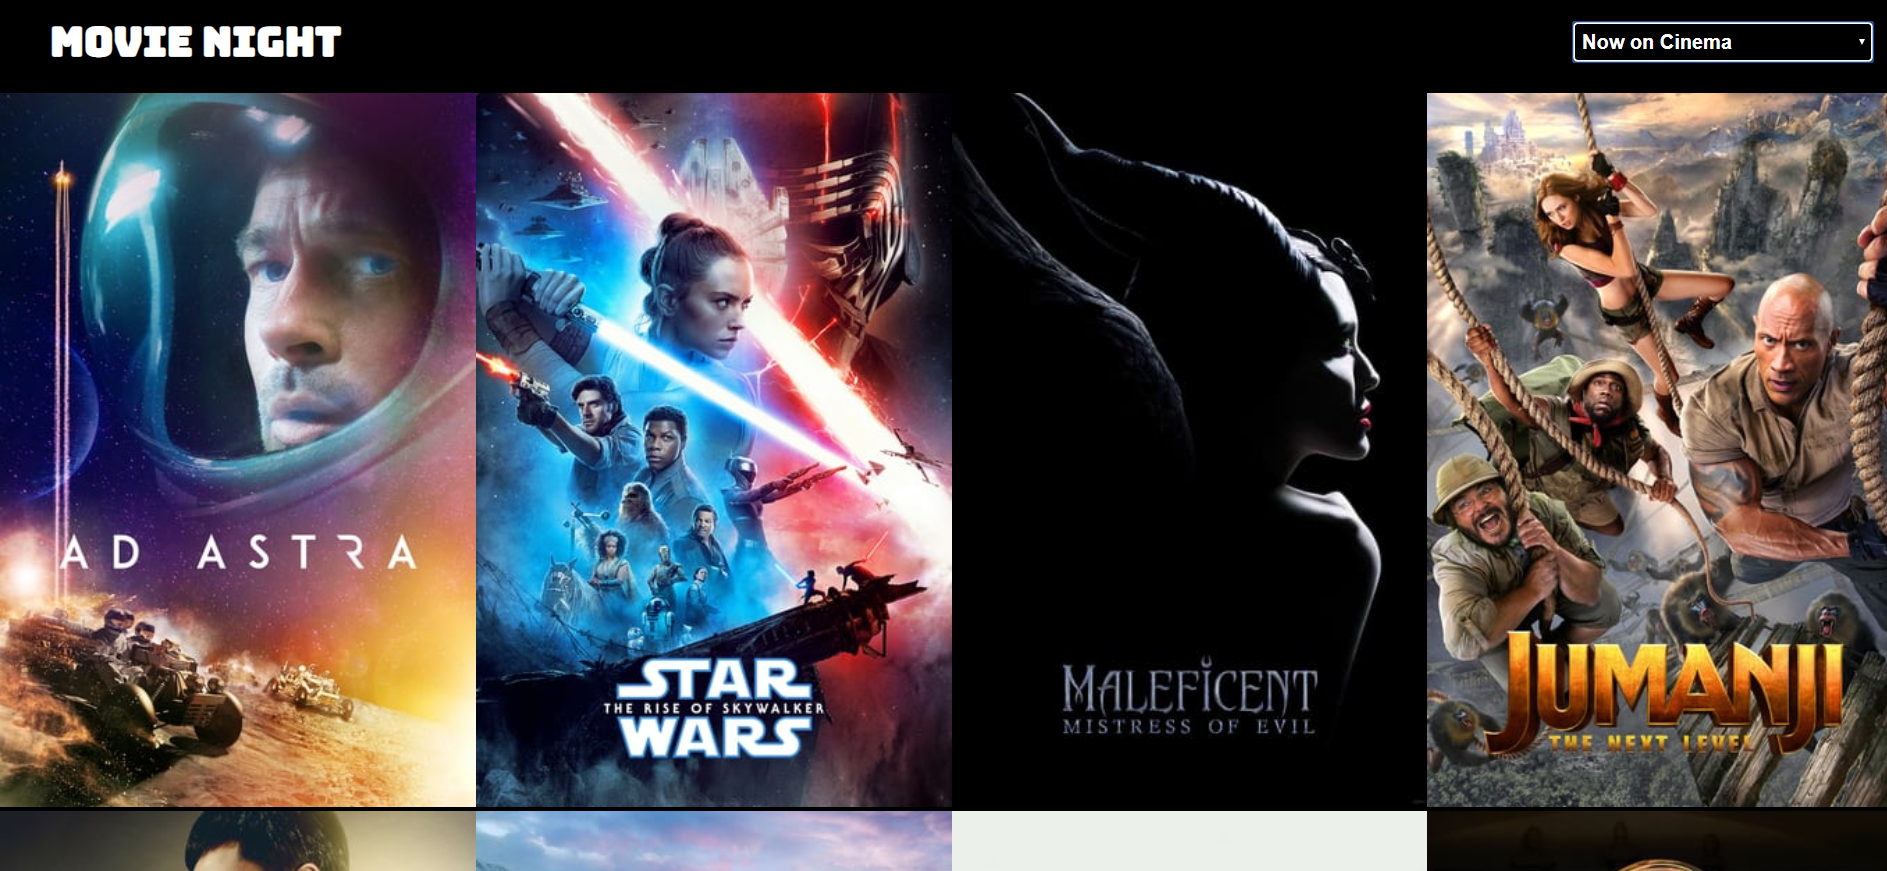 MOVIE NIGHT
Now on Cinema
AD ASTRA
STAR
THE RISE OF SKYWALKER
WARS
MALEFICENT
MISTRESS OF EVIL
JUMANJI
THE NEXT LEVEL